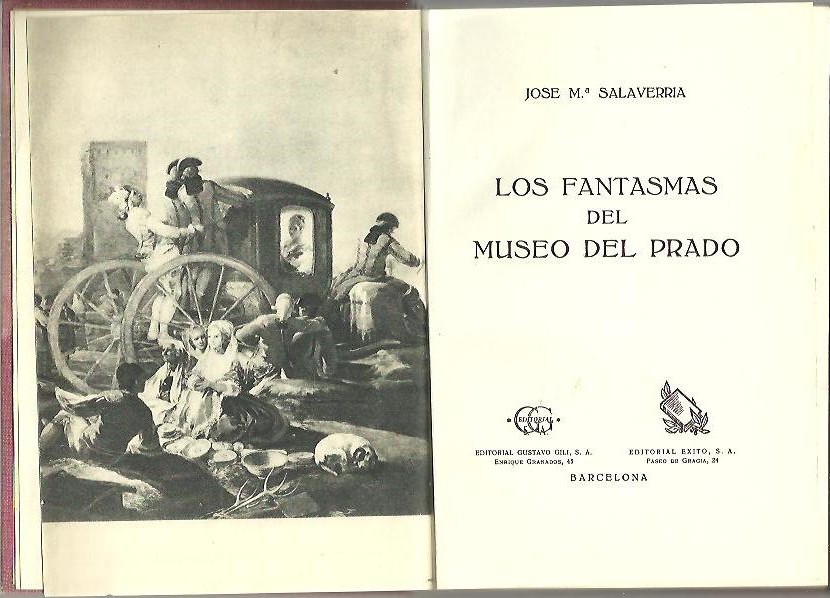 JOSE M.ª SALAVERRIA
LOS FANTASMAS
DEL
MUSEO DEL PRADO
EDITORIAL
S. A.
EDITORIAL GUSTAVO GILI, S. A.
ENRIQUE GRANADOS, 45
EDITORIAL EXITO, S. A.
PASEO DE GRACIA, 24
BARCELONA